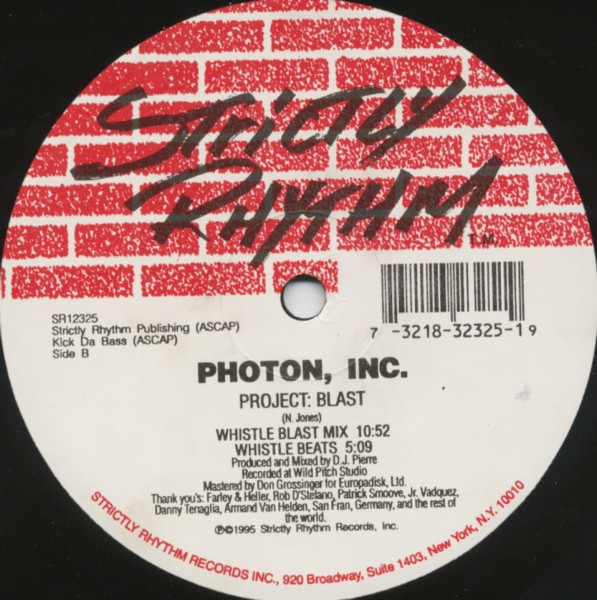 STRICTLY
RHYTHM
T.M.
SR12325
Strictly Rhythm Publishing (ASCAP)
Kick Da Bass (ASCAP)
Side B
7 -3218-32325-1 9
PHOTON, INC.
PROJECT: BLAST
(N. Jones)
WHISTLE BLAST MIX 10:52
WHISTLE BEATS 5:09
Produced and Mixed by D.J. Pierre
Recorded at Wild Pitch Studio
Mastered by Don Grossinger for Europadisk, Ltd.
Thank you's: Farley & Heller, Rob D'Stefano, Patrick Smoove, Jr. Vadquez,
Danny Tenaglia, Armand Van Helden, San Fran, Germany, and the rest of
the world.
℗©1995 Strictly Rhythm Records, Inc.
STRICTLY RHYTHM RECORDS INC., 920 Broadway, Suite 1403, New York, N.Y. 10010